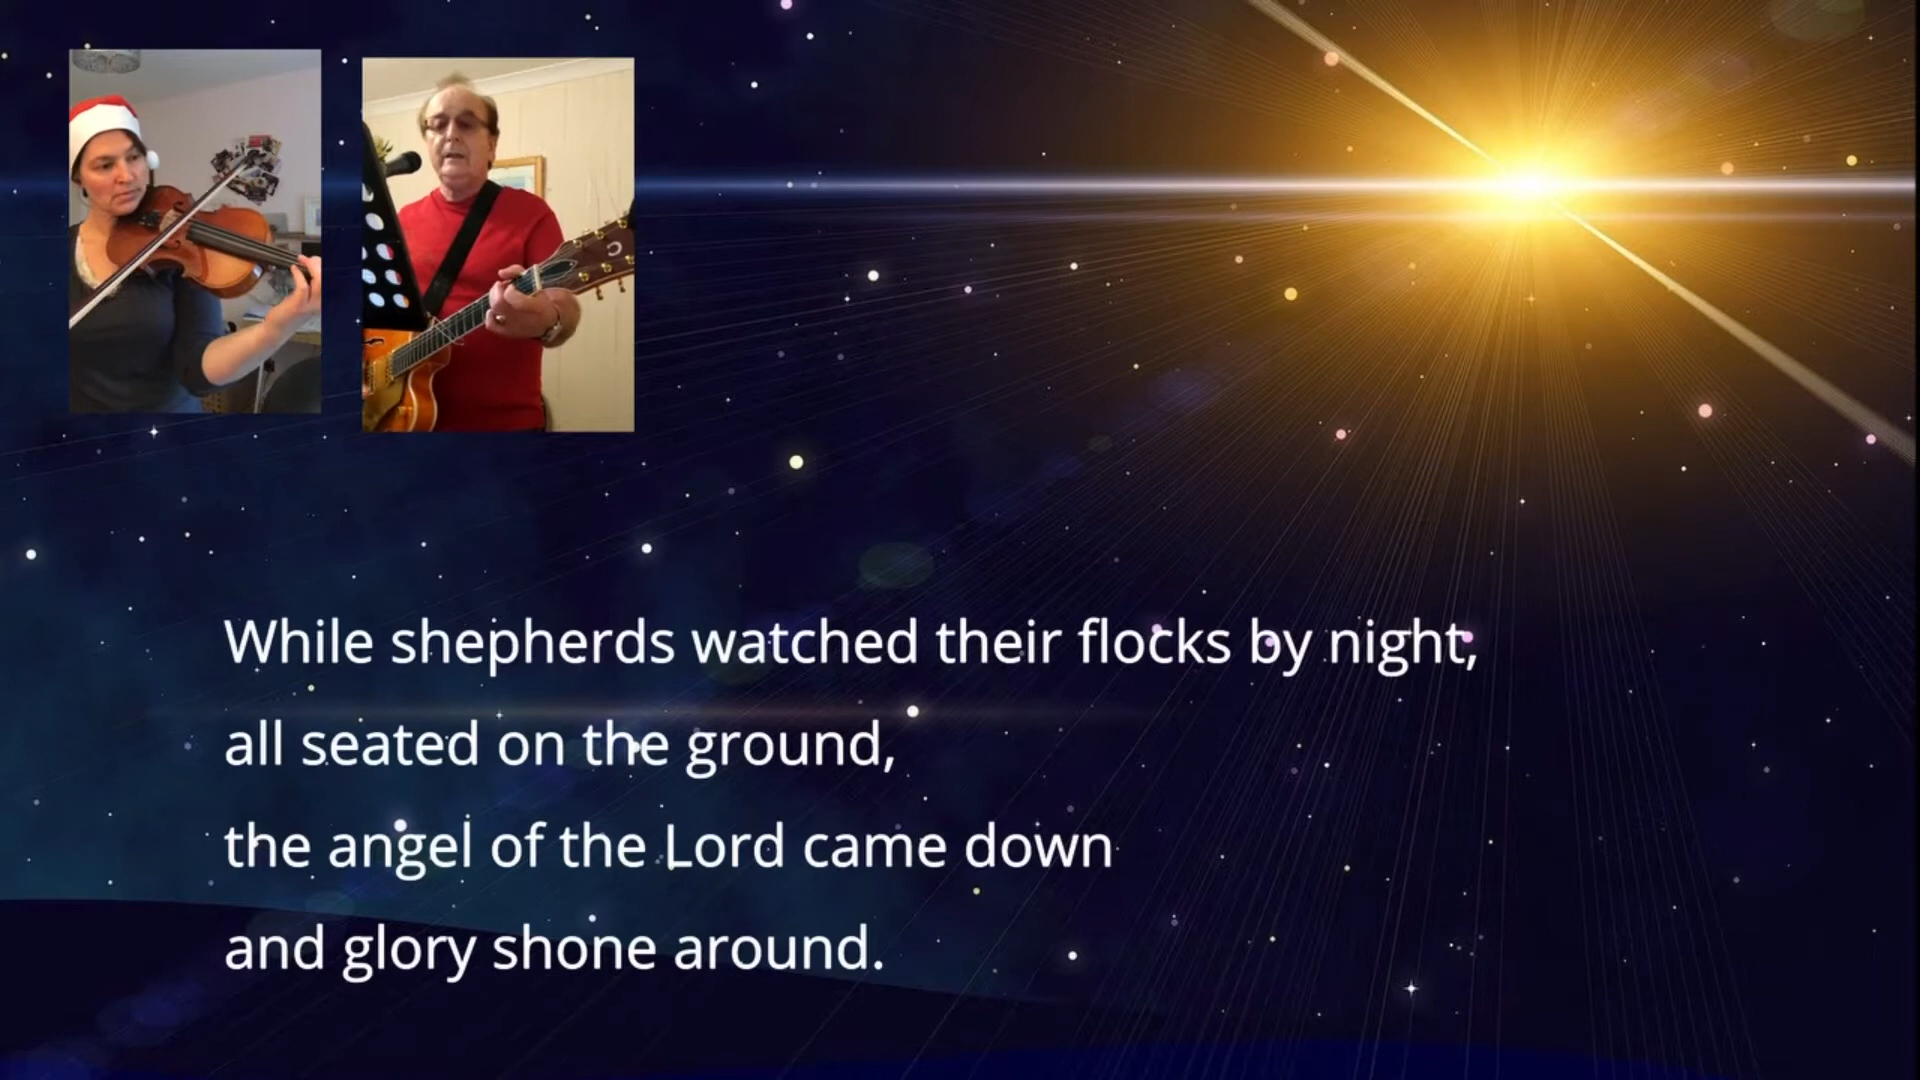 While shepherds watched their flocks by night,
all seated on the ground,
the angel of the Lord came down
and glory shone around.